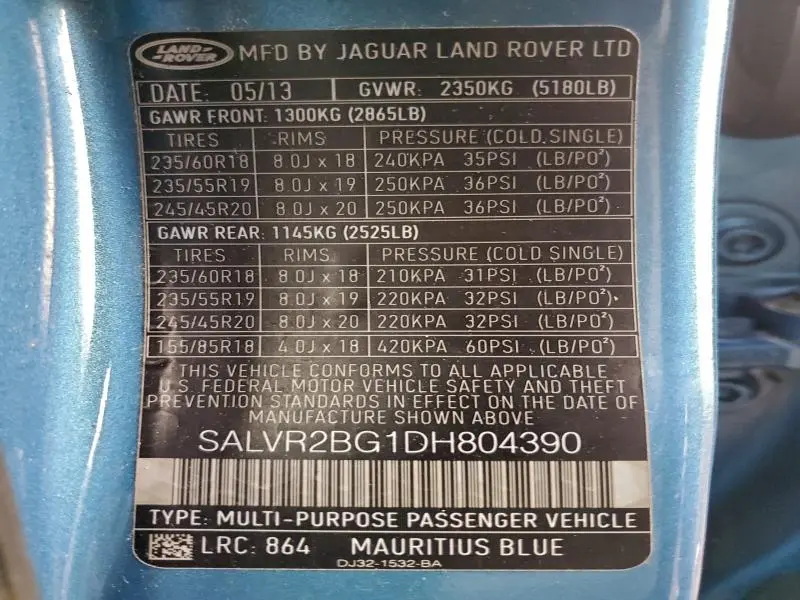 LAND-ROVER MFD BY JAGUAR LAND ROVER LTD
DATE: 05/13 GVWR: 2350KG (5180LB)
GAWR FRONT: 1300KG (2865LB)
TIRES RIMS PRESSURE (COLD,SINGLE)
235/60R18 8.0J x 18 240KPA 35PSI (LB/PO²)
235/55R19 8.0J x 19 250KPA 36PSI (LB/PO²)
245/45R20 8.0J x 20 250KPA 36PSI (LB/PO²)
GAWR REAR: 1145KG (2525LB)
TIRES RIMS PRESSURE (COLD SINGLE)
235/60R18 8.0J x 18 210KPA 31PSI (LB/PO²)
235/55R19 8.0J x 19 220KPA 32PSI (LB/PO²)
245/45R20 8.0J x 20 220KPA 32PSI (LB/PO²)
155/85R18 4.0J x 18 420KPA 60PSI (LB/PO²)
THIS VEHICLE CONFORMS TO ALL APPLICABLE
U.S. FEDERAL MOTOR VEHICLE SAFETY AND THEFT
PREVENTION STANDARDS IN EFFECT ON THE DATE OF
MANUFACTURE SHOWN ABOVE
SALVR2BG1DH804390
TYPE: MULTI-PURPOSE PASSENGER VEHICLE
LRC: 864 MAURITIUS BLUE
DJ32-1532-BA